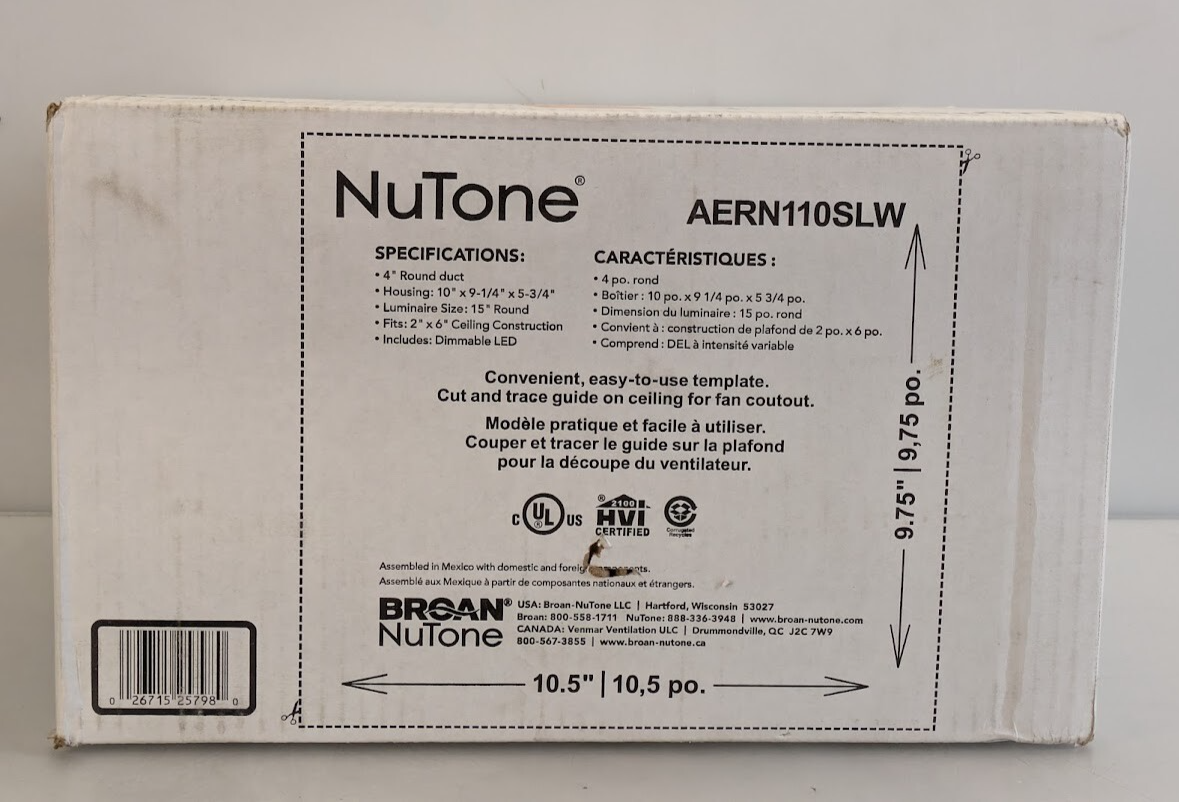 NuTone®
AERN110SLW
SPECIFICATIONS:
• 4" Round duct
• Housing: 10" x 9-1/4" x 5-3/4"
• Luminaire Size: 15" Round
• Fits: 2" x 6" Ceiling Construction
• Includes: Dimmable LED
CARACTÉRISTIQUES :
• 4 po. rond
• Boîtier : 10 po. x 9 1/4 po. x 5 3/4 po.
• Dimension du luminaire : 15 po. rond
• Convient à : construction de plafond de 2 po. x 6 po.
• Comprend : DEL à intensité variable
Convenient, easy-to-use template.
Cut and trace guide on ceiling for fan coutout.
Modèle pratique et facile à utiliser.
Couper et tracer le guide sur la plafond
pour la découpe du ventilateur.
9.75" | 9,75 po.
C UL ® US
® 2100
HVI
CERTIFIED
Corrugated
Recycles
Assembled in Mexico with domestic and
Assemblé aux Mexique à partir de composantes nationaux et étrangers.
BROAN®
NuTone
USA: Broan-NuTone LLC | Hartford, Wisconsin 53027
Broan: 800-558-1711 NuTone: 888-336-3948 | www.broan-nutone.com
CANADA: Venmar Ventilation ULC | Drummondville, QC J2C 7W9
800-567-3855 | www.broan-nutone.ca
10.5" | 10,5 po.
0 26715 25798 0